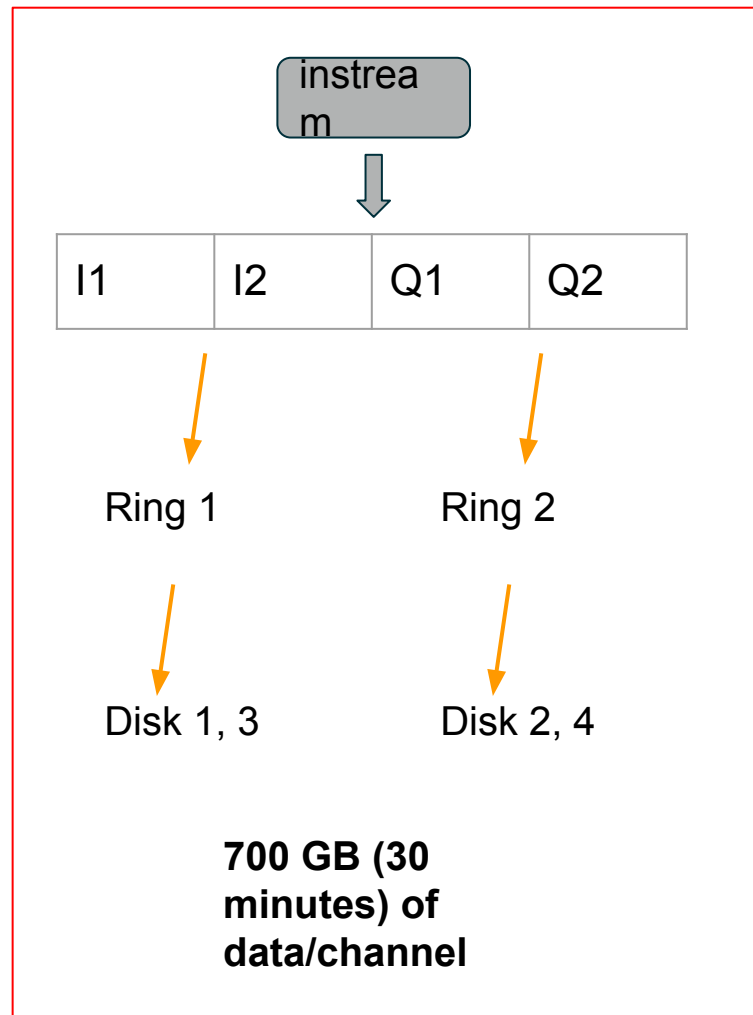 instrea
m
I1 I2 Q1 Q2
Ring 1 Ring 2
Disk 1, 3 Disk 2, 4
700 GB (30
minutes) of
data/channel